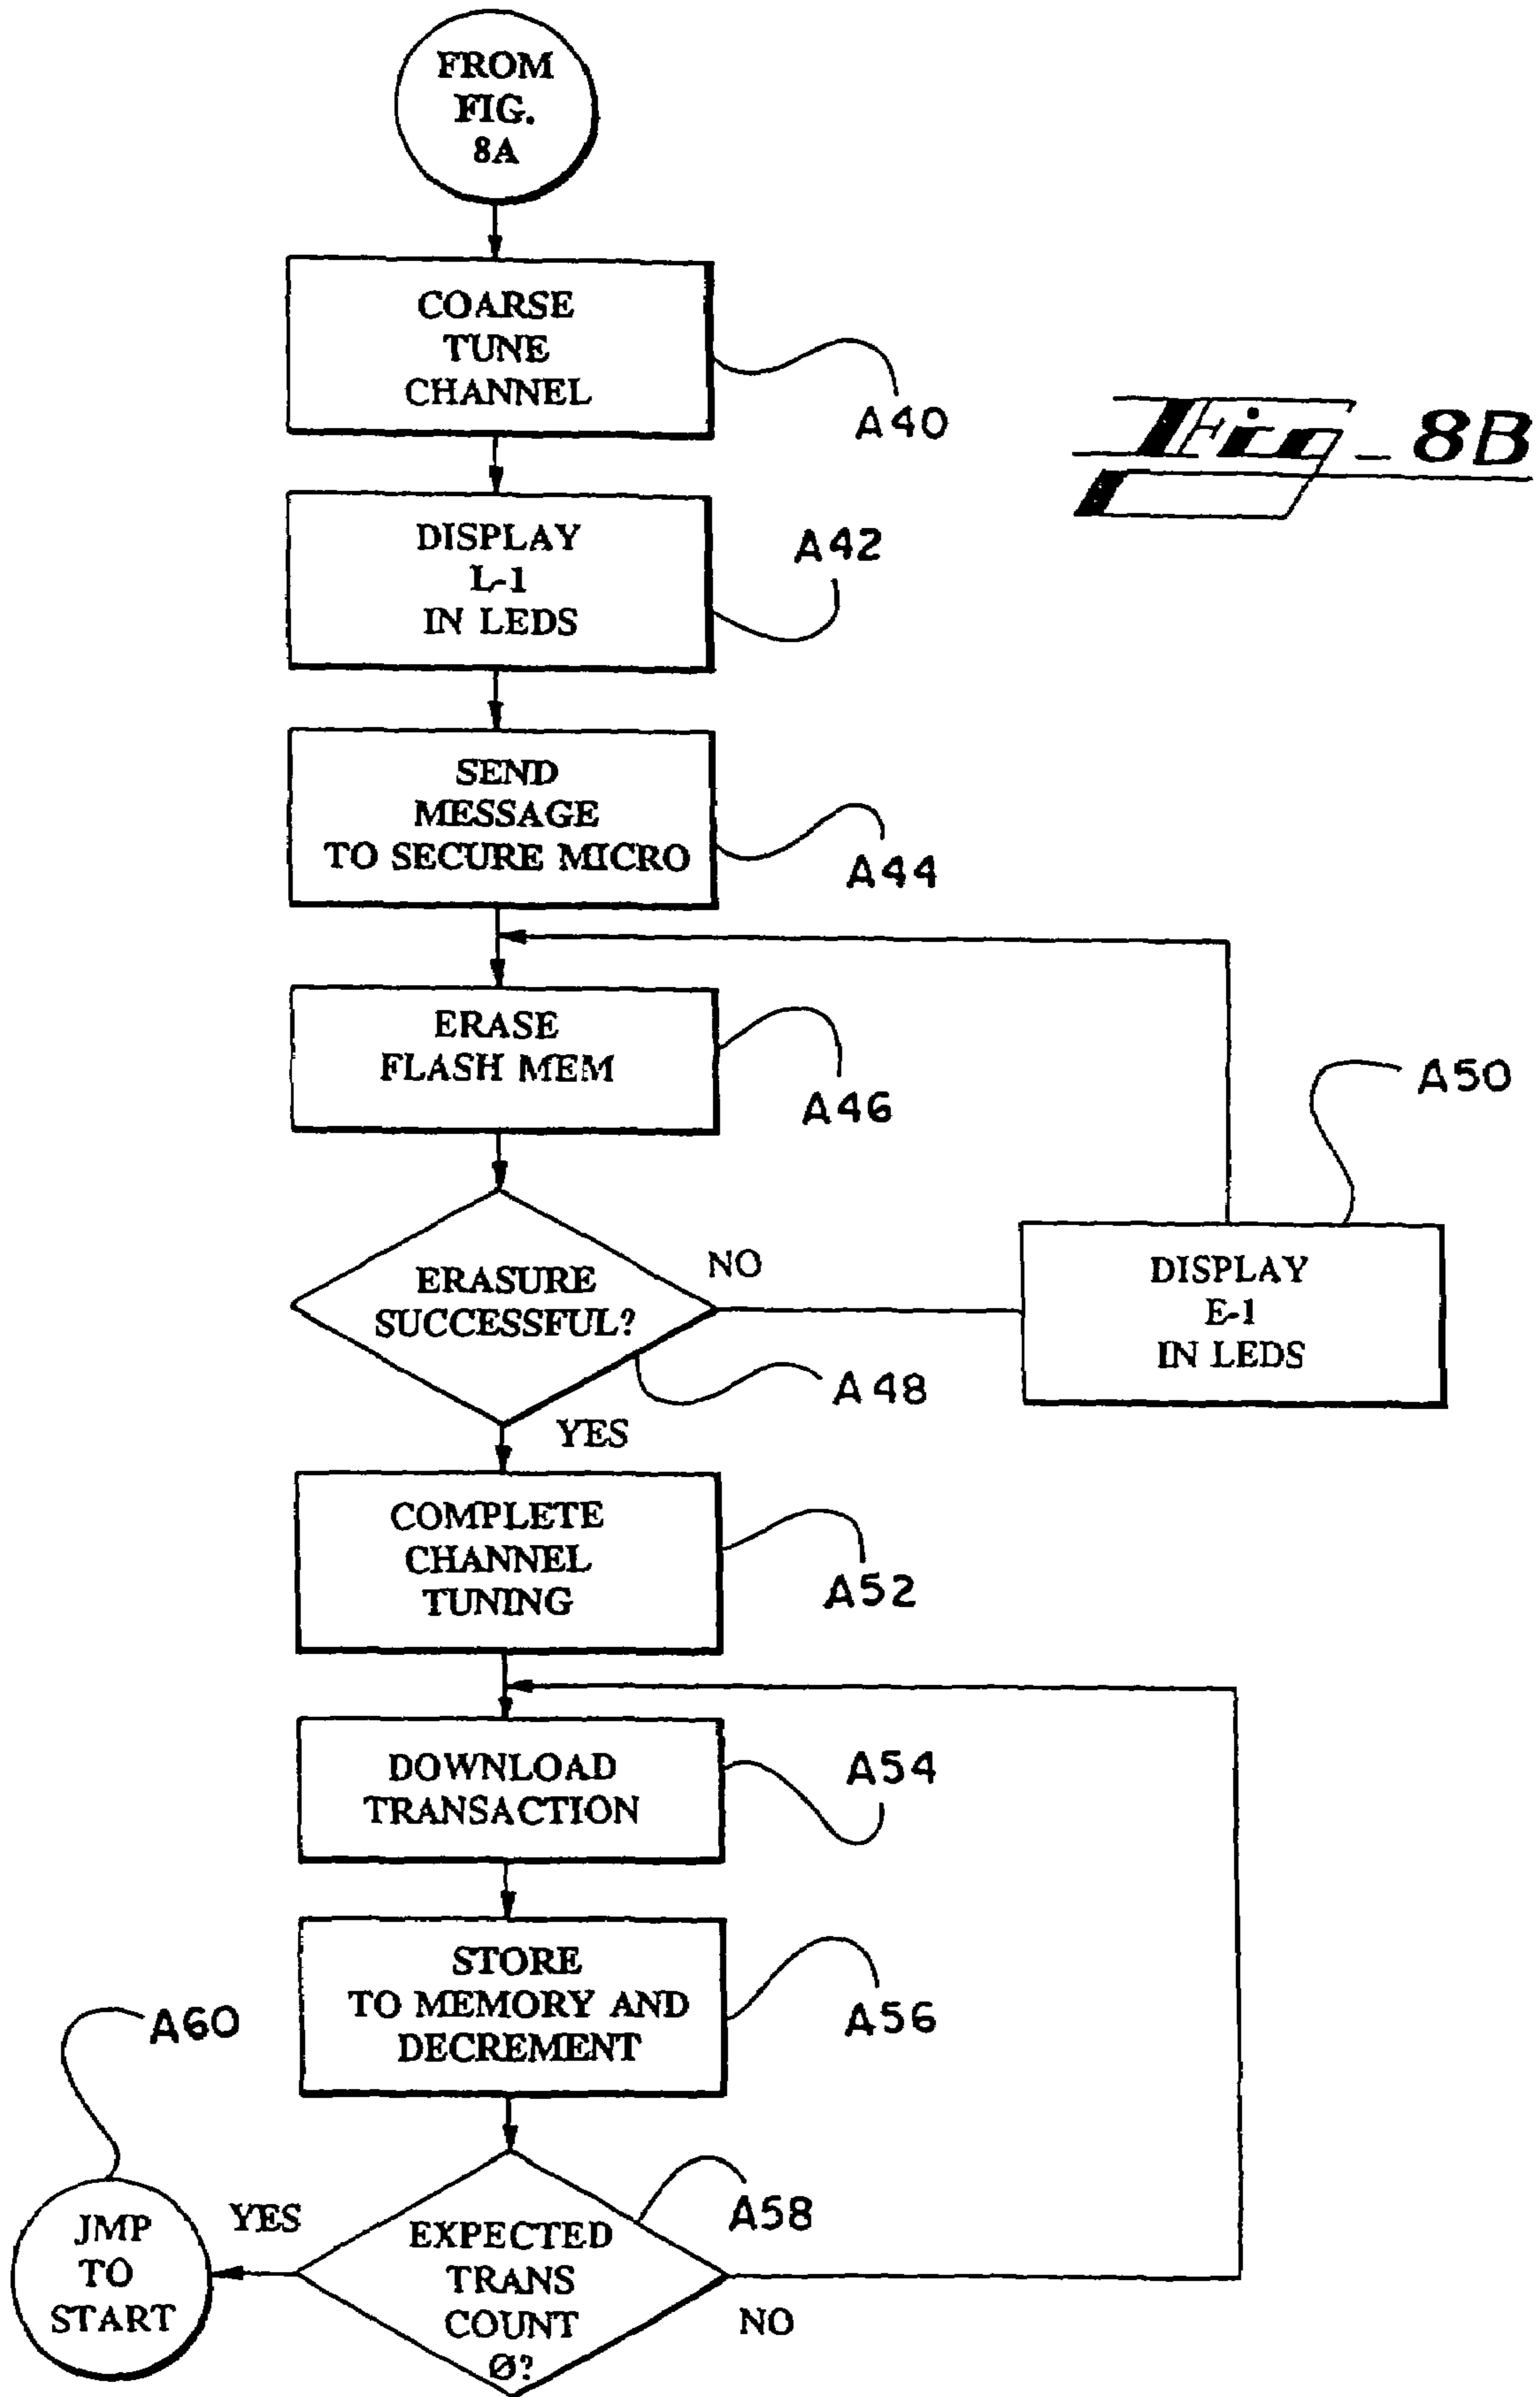 FROM
FIG.
8A
COARSE
TUNE
CHANNEL
A40
Fig_8B
DISPLAY
L-1
IN LEDS
A42
SEND
MESSAGE
TO SECURE MICRO
A44
ERASE
FLASH MEM
A46
A50
ERASURE
SUCCESSFUL?
NO
DISPLAY
E-1
IN LEDS
A48
YES
COMPLETE
CHANNEL
TUNING
A52
DOWNLOAD
TRANSACTION
A54
STORE
TO MEMORY AND
DECREMENT
A56
A60
A58
JMP
TO
START
YES
EXPECTED
TRANS
COUNT
Ø?
NO